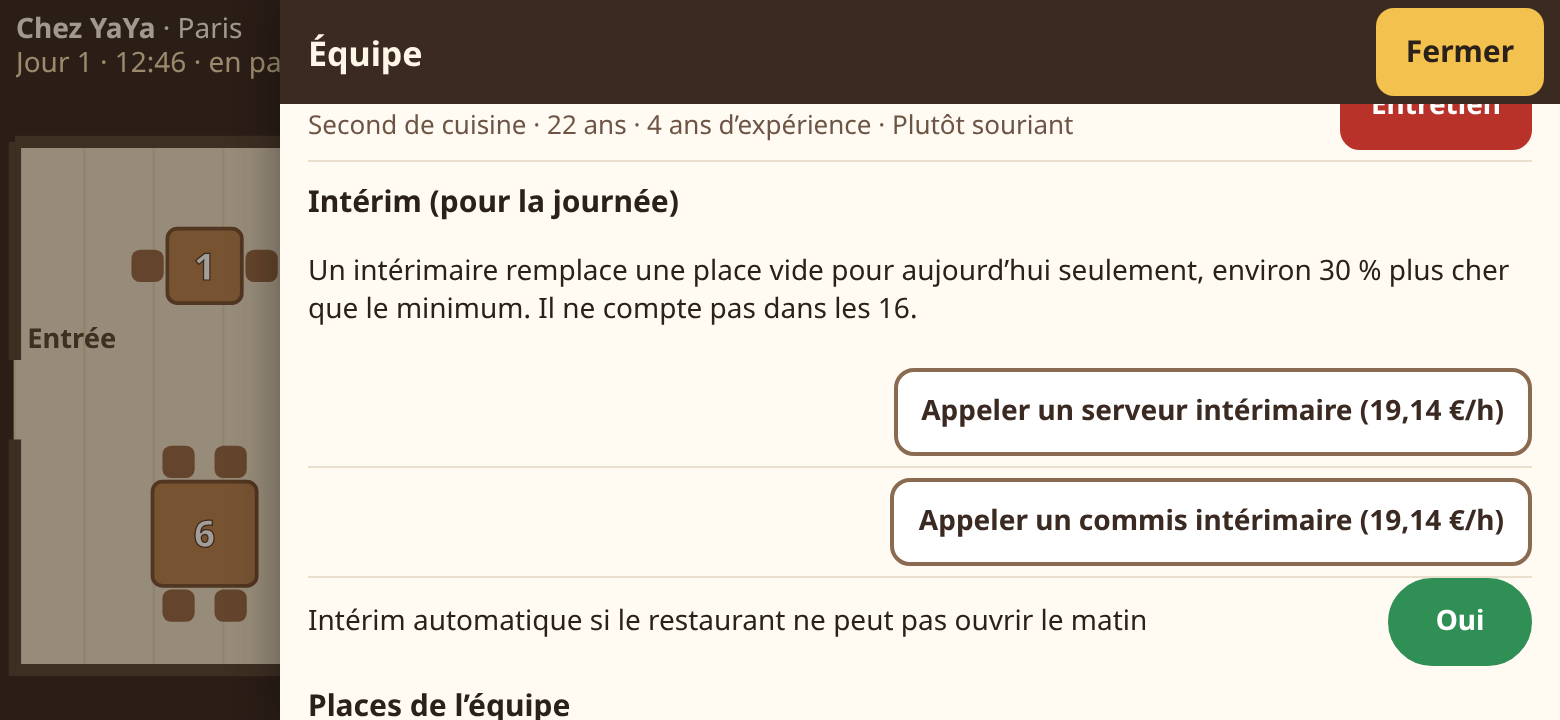 Chez YaYa · Paris
Jour 1 · 12:46 · en pa
Équipe
Fermer
Entretien
Second de cuisine · 22 ans · 4 ans d’expérience · Plutôt souriant
Intérim (pour la journée)
Un intérimaire remplace une place vide pour aujourd’hui seulement, environ 30 % plus cher
que le minimum. Il ne compte pas dans les 16.
Appeler un serveur intérimaire (19,14 €/h)
Appeler un commis intérimaire (19,14 €/h)
Intérim automatique si le restaurant ne peut pas ouvrir le matin
Oui
Places de l’équipe
1
Entrée
6